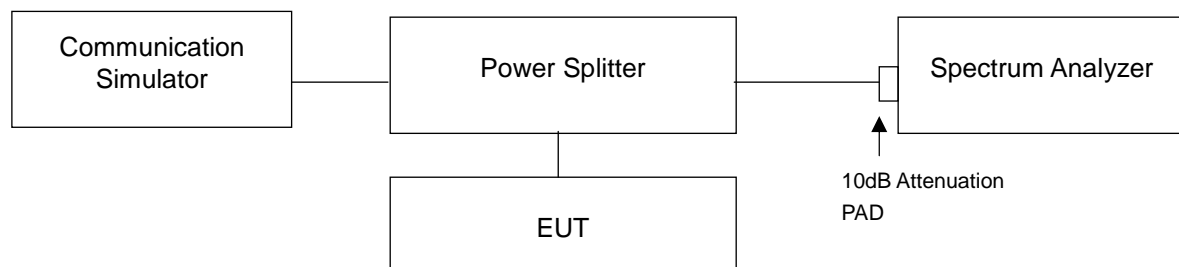 Communication
Simulator
Power Splitter
Spectrum Analyzer
10dB Attenuation
PAD
EUT